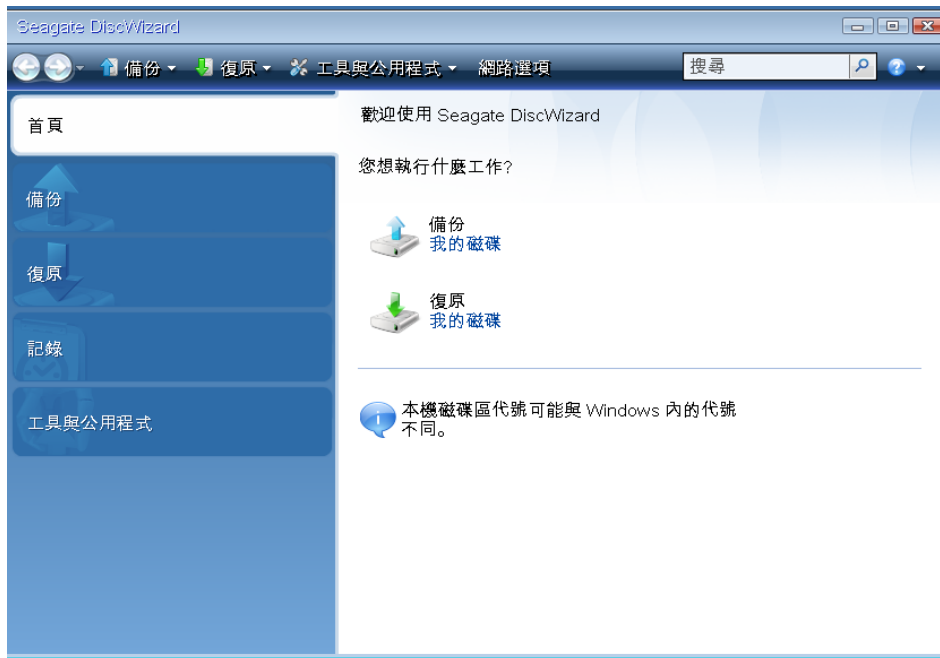 Seagate DiscWizard
備份 復原 工具與公用程式 網路選項 搜尋
首頁
備份
復原
記錄
工具與公用程式
歡迎使用 Seagate DiscWizard
您想執行什麼工作?
備份
我的磁碟
復原
我的磁碟
本機磁碟區代號可能與 Windows 內的代號
不同。